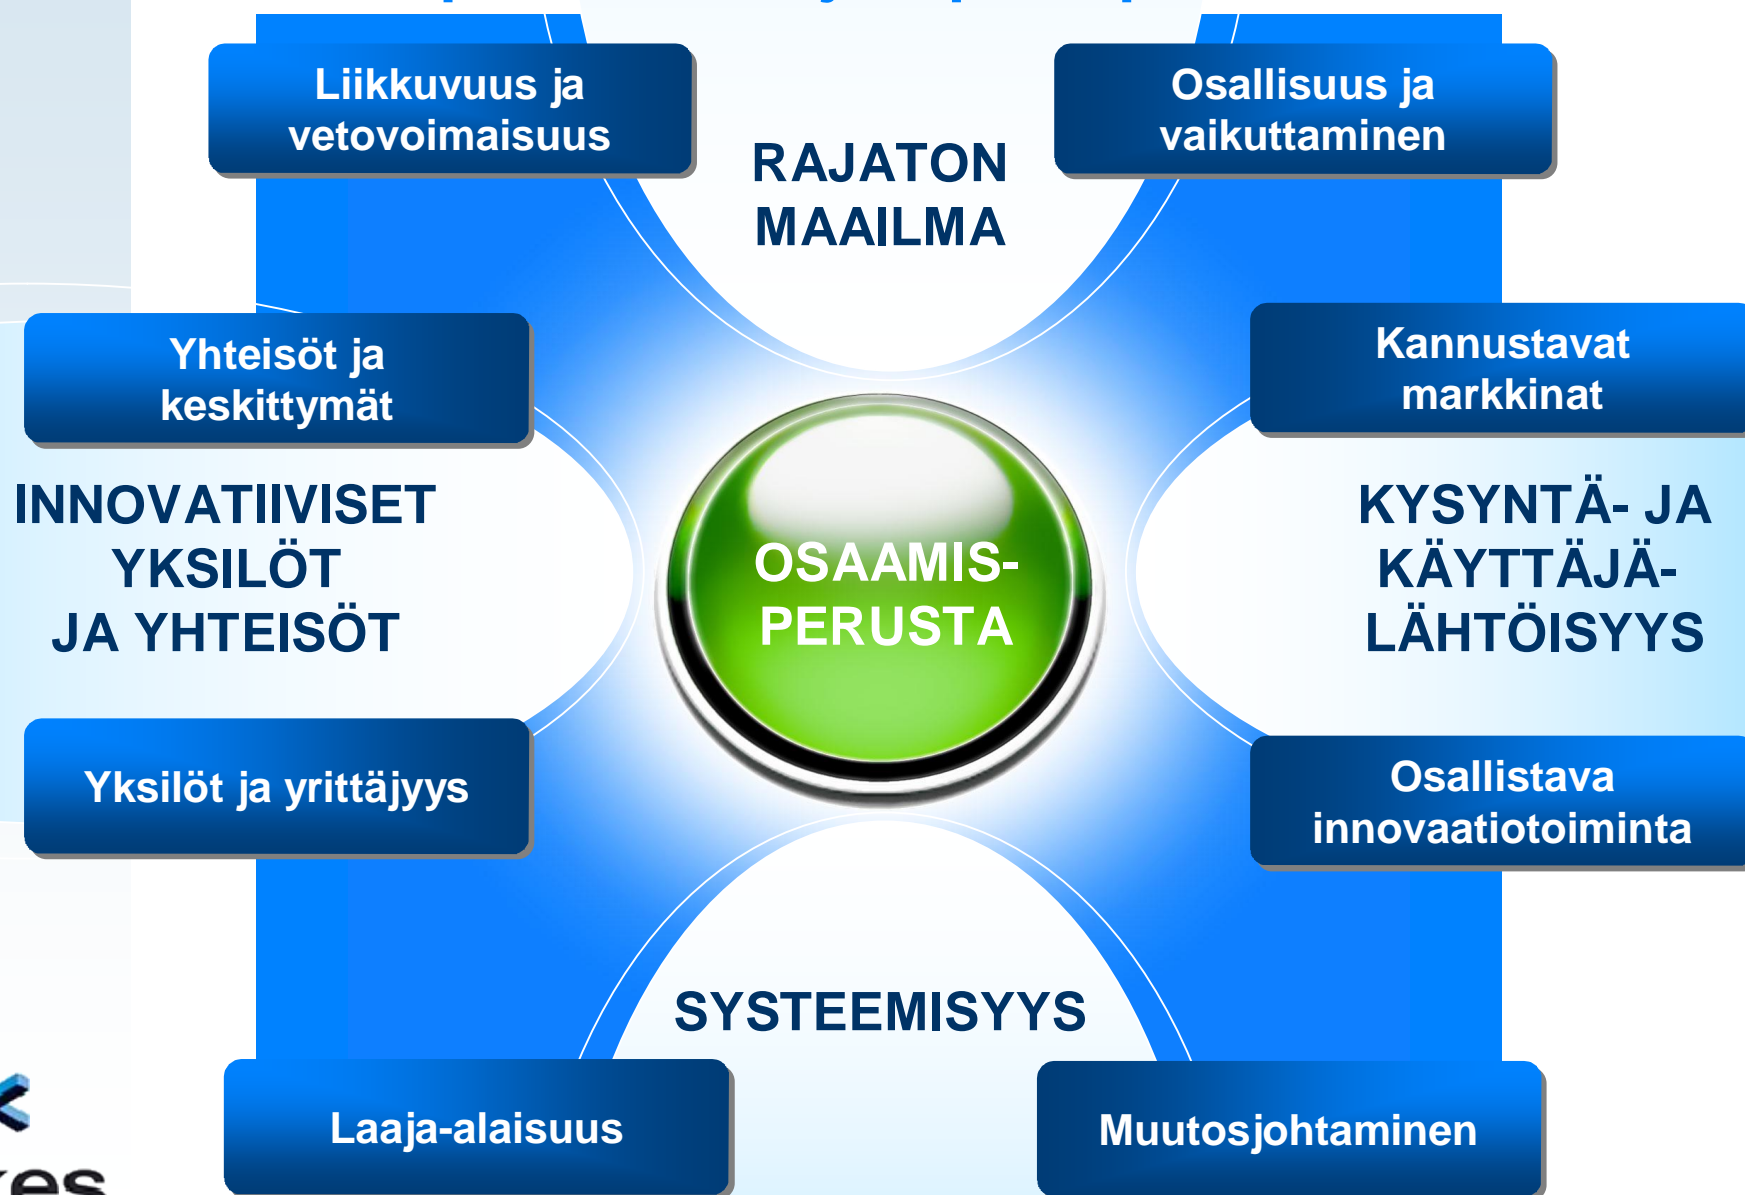 Liikkuvuus ja
vetovoimaisuus
Osallisuus ja
vaikuttaminen
RAJATON
MAAILMA
Yhteisöt ja
keskittymät
Kannustavat
markkinat
INNOVATIIVISET
YKSILÖT
JA YHTEISÖT
OSAAMIS-
PERUSTA
KYSYNTÄ- JA
KÄYTTÄJÄ-
LÄHTÖISYYS
Yksilöt ja yrittäjyys
Osallistava
innovaatiotoiminta
SYSTEEMISYYS
Laaja-alaisuus
Muutosjohtaminen